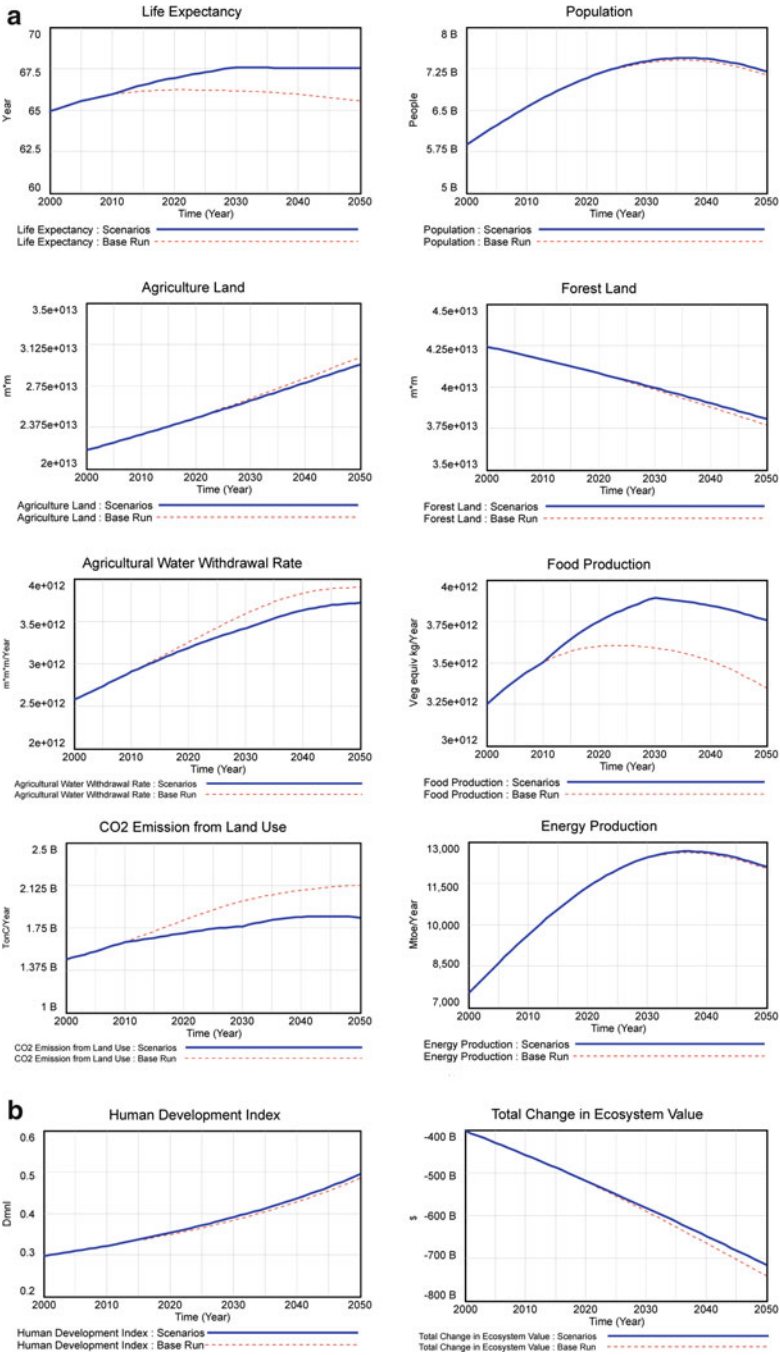 a
Life Expectancy
70
67.5
65
62.5
60
Year
2000 2010 2020 2030 2040 2050
Time (Year)
Life Expectancy : Scenarios
Life Expectancy : Base Run
Population
8 B
7.25 B
6.5 B
5.75 B
5 B
People
2000 2010 2020 2030 2040 2050
Time (Year)
Population : Scenarios
Population : Base Run
Agriculture Land
3.5e+013
3.125e+013
2.75e+013
2.375e+013
2e+013
m*m
2000 2010 2020 2030 2040 2050
Time (Year)
Agriculture Land : Scenarios
Agriculture Land : Base Run
Forest Land
4.5e+013
4.25e+013
4e+013
3.75e+013
3.5e+013
m*m
2000 2010 2020 2030 2040 2050
Time (Year)
Forest Land : Scenarios
Forest Land : Base Run
Agricultural Water Withdrawal Rate
4e+012
3.5e+012
3e+012
2.5e+012
2e+012
m*m*m/Year
2000 2010 2020 2030 2040 2050
Time (Year)
Agricultural Water Withdrawal Rate : Scenarios
Agricultural Water Withdrawal Rate : Base Run
Food Production
4e+012
3.75e+012
3.5e+012
3.25e+012
3e+012
Veg equiv kg/Year
2000 2010 2020 2030 2040 2050
Time (Year)
Food Production : Scenarios
Food Production : Base Run
CO2 Emission from Land Use
2.5 B
2.125 B
1.75 B
1.375 B
1 B
TonC/Year
2000 2010 2020 2030 2040 2050
Time (Year)
CO2 Emission from Land Use : Scenarios
CO2 Emission from Land Use : Base Run
Energy Production
13,000
11,500
10,000
8,500
7,000
Mtoe/Year
2000 2010 2020 2030 2040 2050
Time (Year)
Energy Production : Scenarios
Energy Production : Base Run
b
Human Development Index
0.6
0.5
0.4
0.3
0.2
Dmnl
2000 2010 2020 2030 2040 2050
Time (Year)
Human Development Index : Scenarios
Human Development Index : Base Run
Total Change in Ecosystem Value
-400 B
-500 B
-600 B
-700 B
-800 B
$
2000 2010 2020 2030 2040 2050
Time (Year)
Total Change in Ecosystem Value : Scenarios
Total Change in Ecosystem Value : Base Run